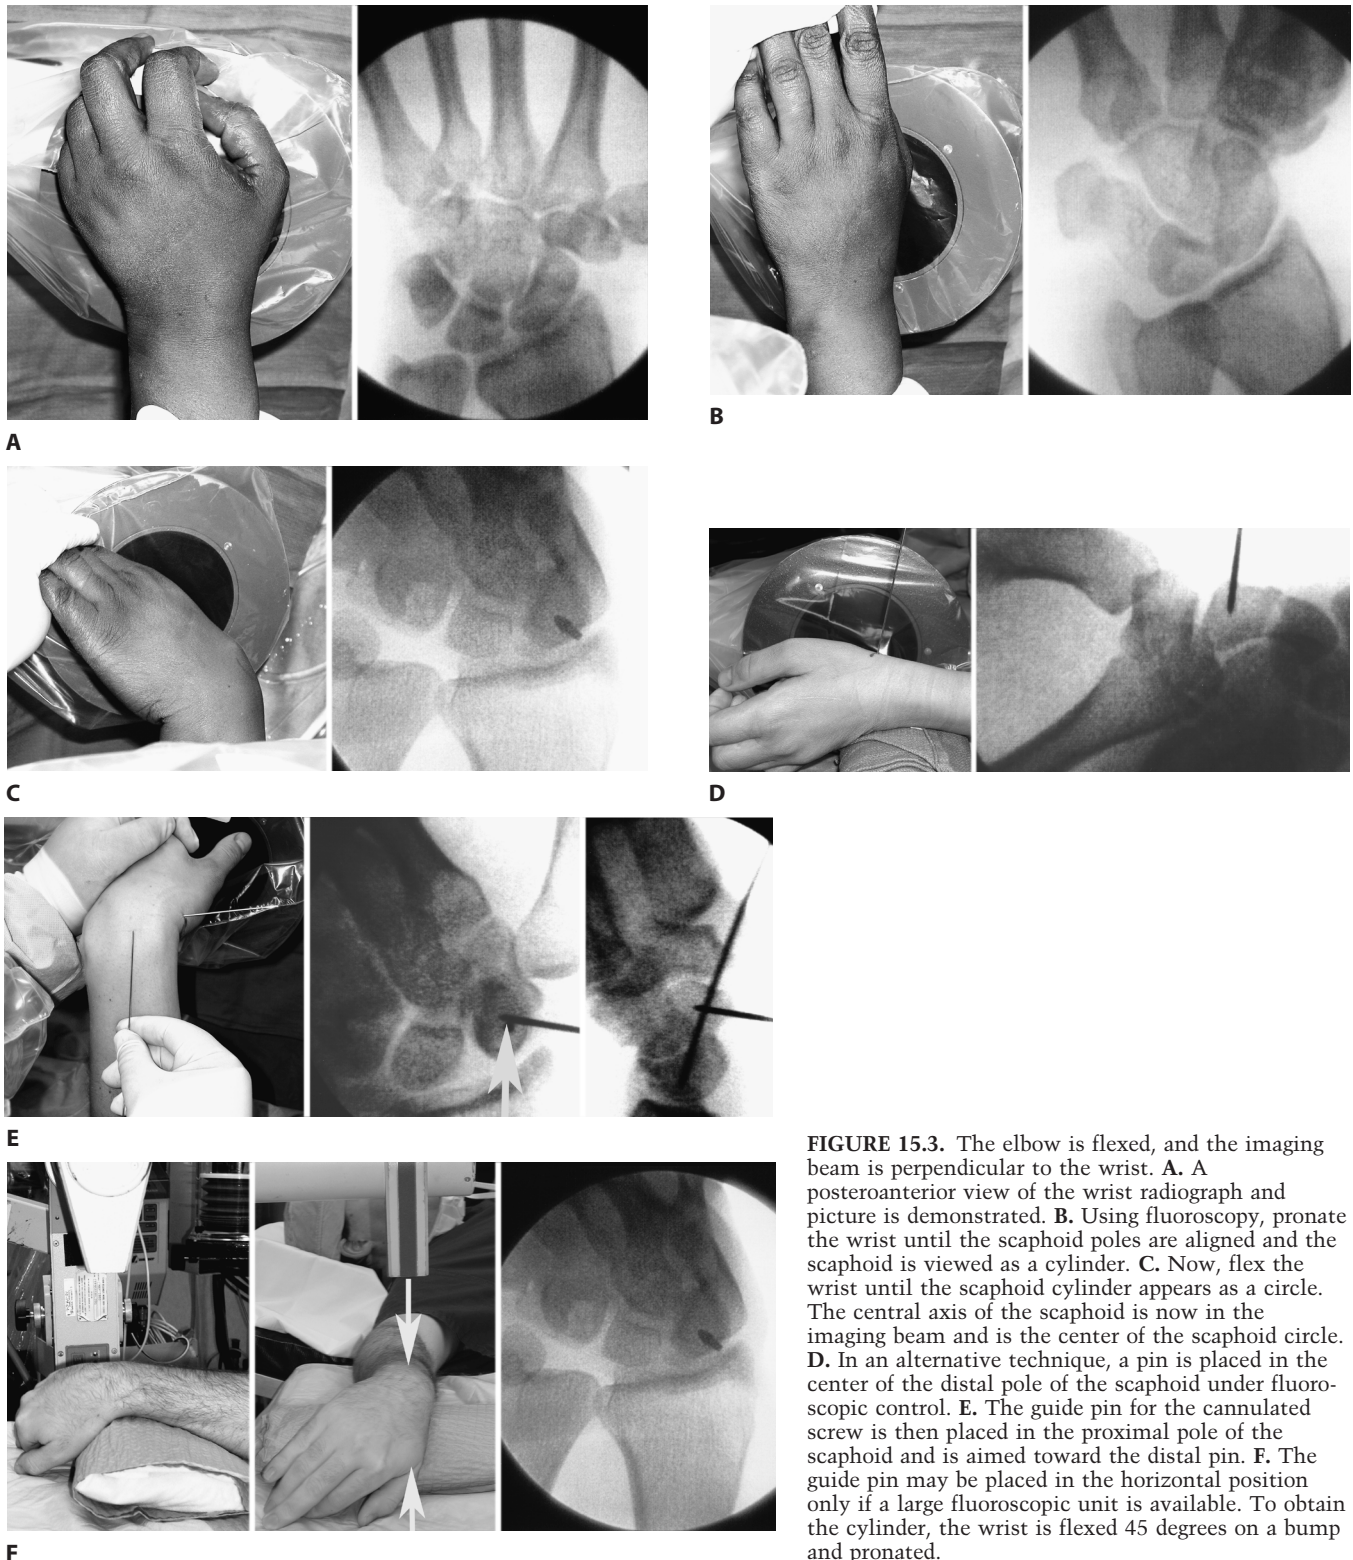 A
B
C
D
E
F
FIGURE 15.3. The elbow is flexed, and the imaging
beam is perpendicular to the wrist. A. A
posteroanterior view of the wrist radiograph and
picture is demonstrated. B. Using fluoroscopy, pronate
the wrist until the scaphoid poles are aligned and the
scaphoid is viewed as a cylinder. C. Now, flex the
wrist until the scaphoid cylinder appears as a circle.
The central axis of the scaphoid is now in the
imaging beam and is the center of the scaphoid circle.
D. In an alternative technique, a pin is placed in the
center of the distal pole of the scaphoid under fluoro-
scopic control. E. The guide pin for the cannulated
screw is then placed in the proximal pole of the
scaphoid and is aimed toward the distal pin. F. The
guide pin may be placed in the horizontal position
only if a large fluoroscopic unit is available. To obtain
the cylinder, the wrist is flexed 45 degrees on a bump
and pronated.